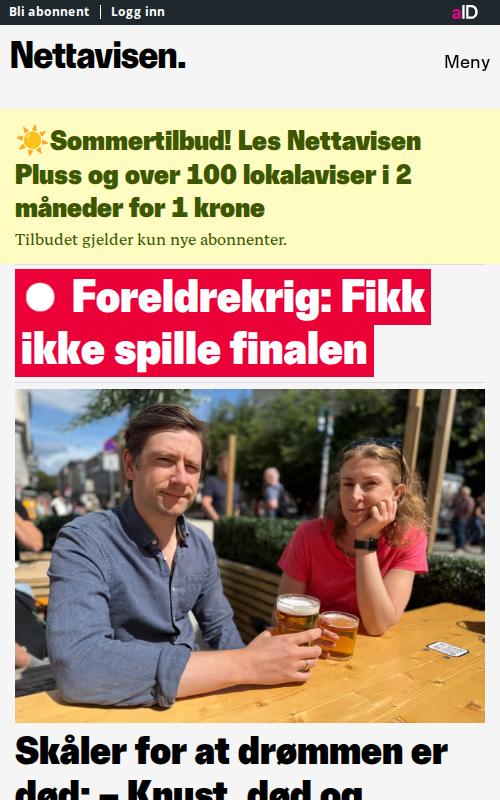 Bli abonnent
Logg inn
aID
Nettavisen.
Meny
☀️Sommertilbud! Les Nettavisen
Pluss og over 100 lokalaviser i 2
måneder for 1 krone
Tilbudet gjelder kun nye abonnenter.
Foreldrekrig: Fikk
ikke spille finalen
Skåler for at drømmen er
død: – Knust, død og